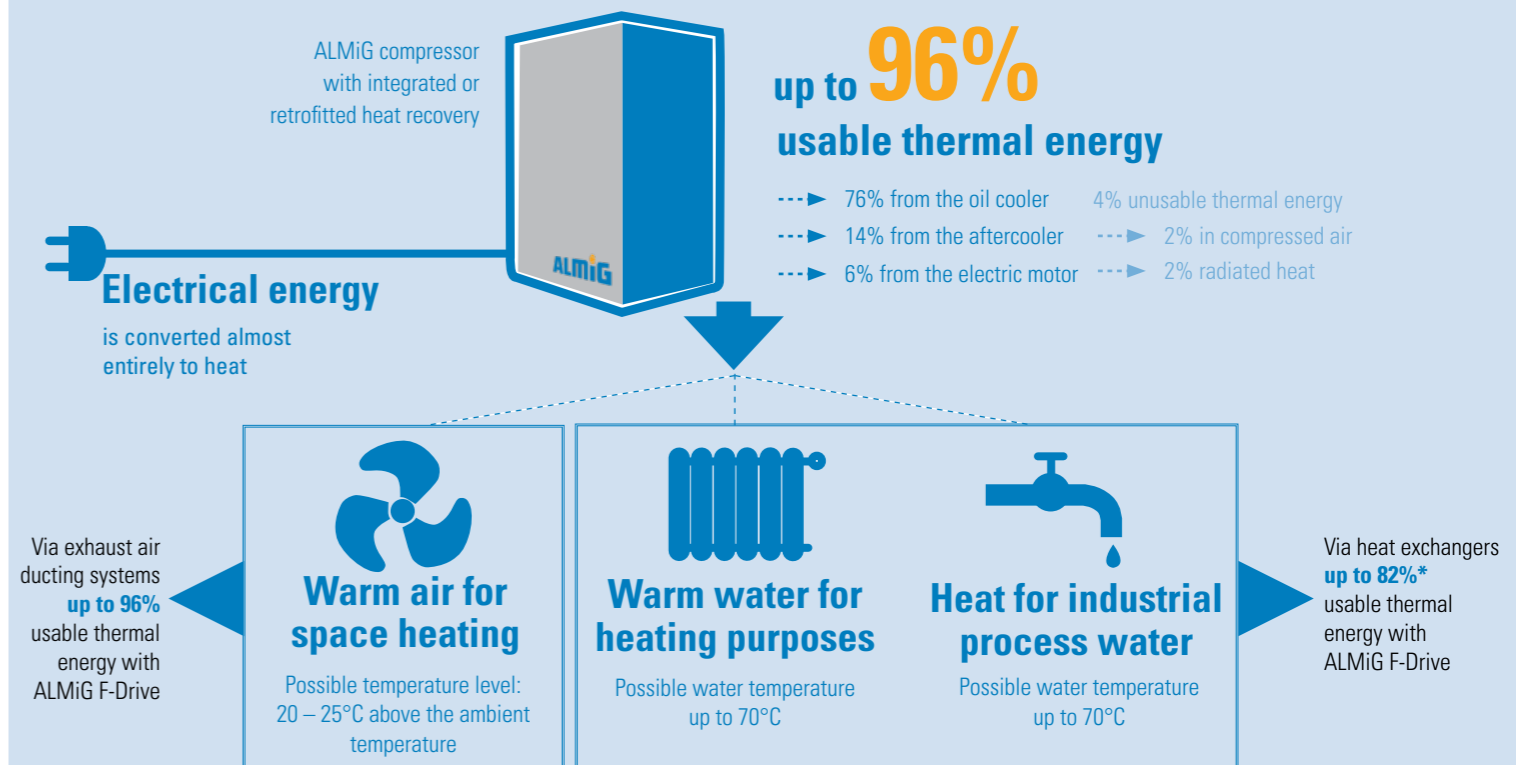 ALMiG compressor
with integrated or
retrofitted heat recovery
ALMiG
up to 96%
usable thermal energy
76% from the oil cooler
14% from the aftercooler
6% from the electric motor
4% unusable thermal energy
2% in compressed air
2% radiated heat
Electrical energy
is converted almost
entirely to heat
Via exhaust air
ducting systems
up to 96%
usable thermal
energy with
ALMiG F-Drive
Warm air for
space heating
Possible temperature level:
20 – 25°C above the ambient
temperature
Warm water for
heating purposes
Possible water temperature
up to 70°C
Heat for industrial
process water
Possible water temperature
up to 70°C
Via heat exchangers
up to 82%*
usable thermal
energy with
ALMiG F-Drive